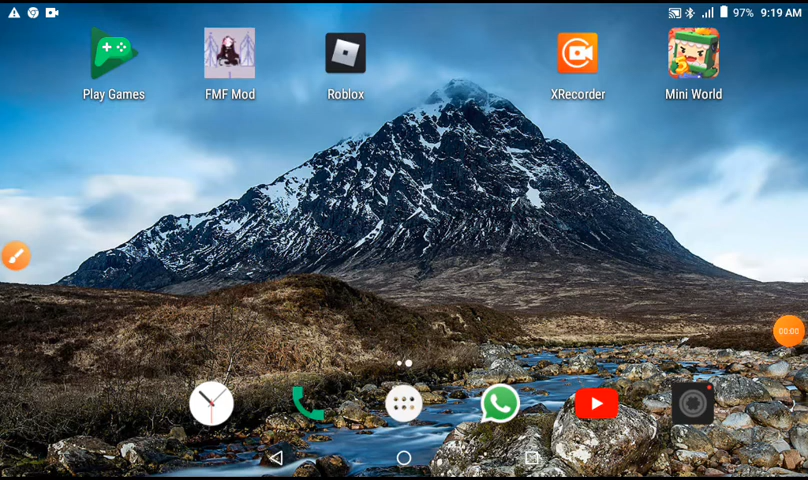 97% 9:19 AM
Play Games
FMF Mod
Roblox
XRecorder
Mini World
00:00